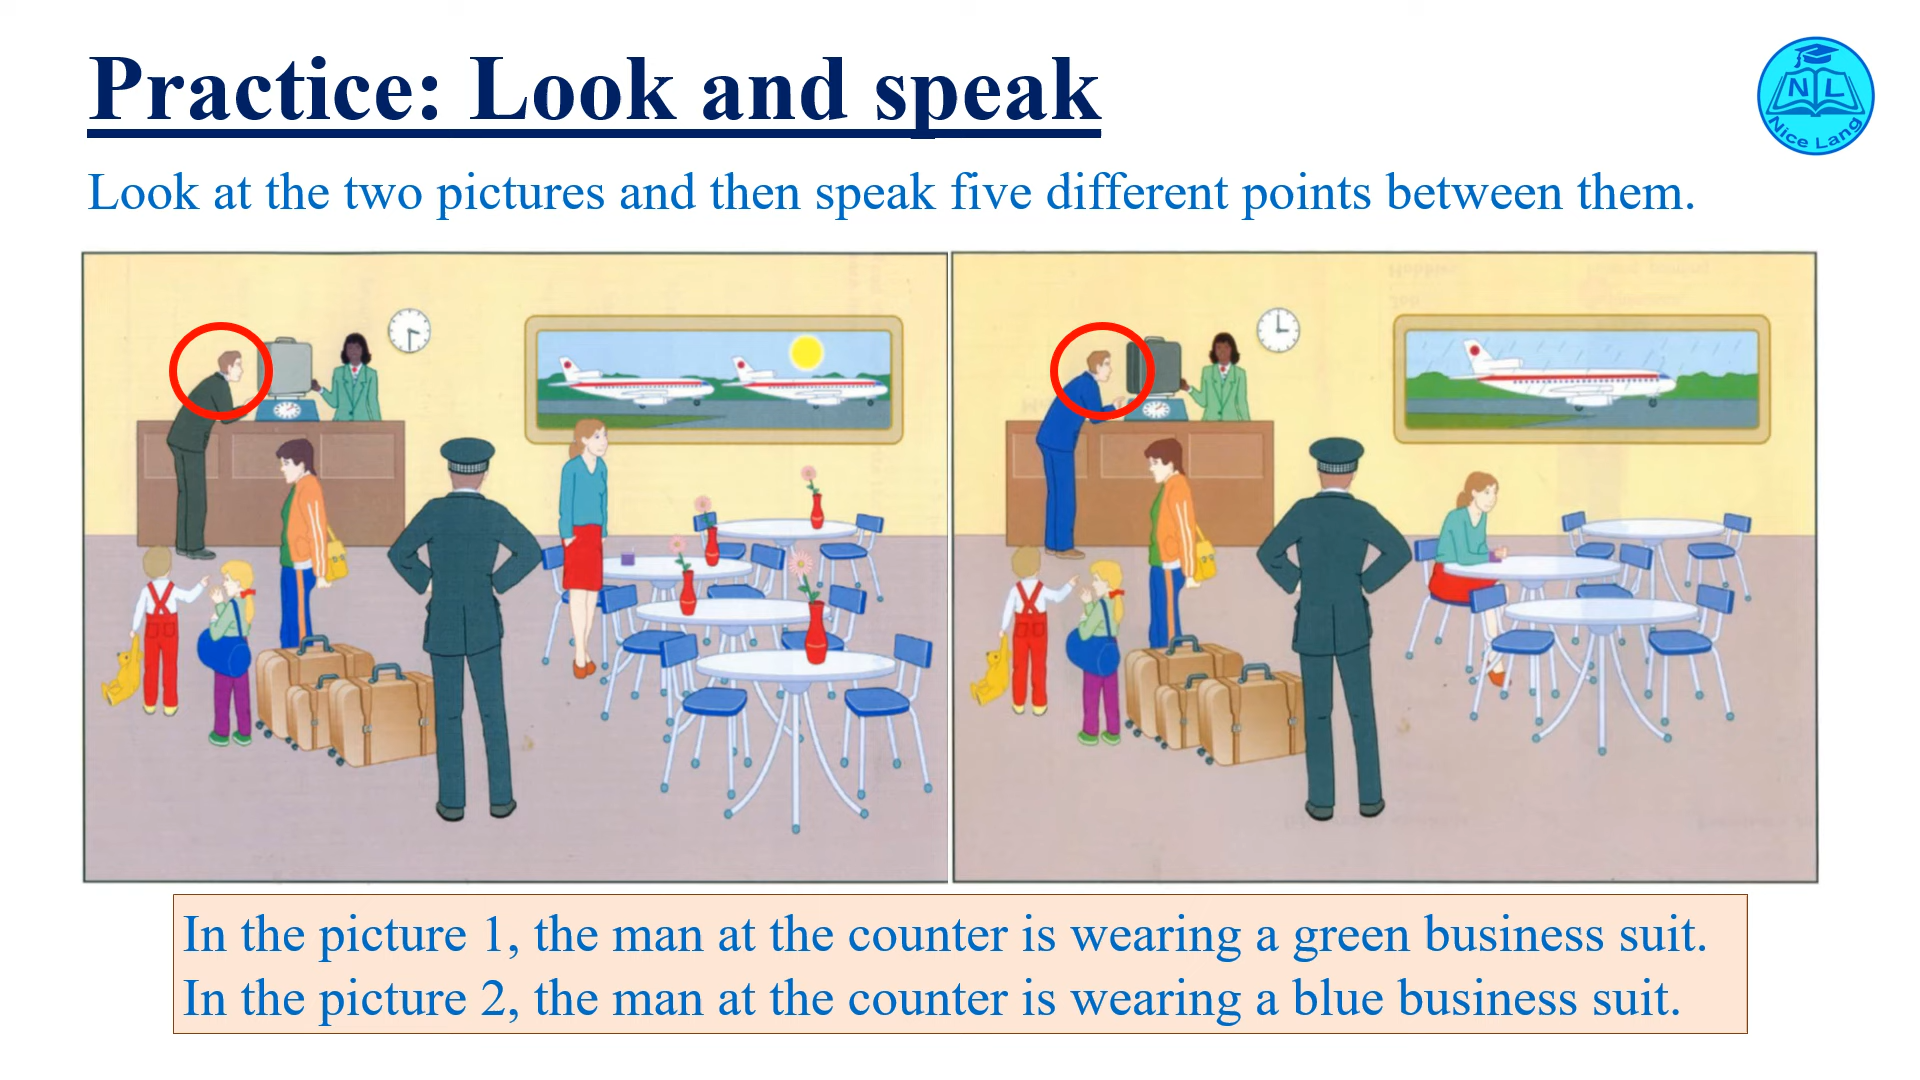 Practice: Look and speak
N L
Nice Lang
Look at the two pictures and then speak five different points between them.
In the picture 1, the man at the counter is wearing a green business suit.
In the picture 2, the man at the counter is wearing a blue business suit.